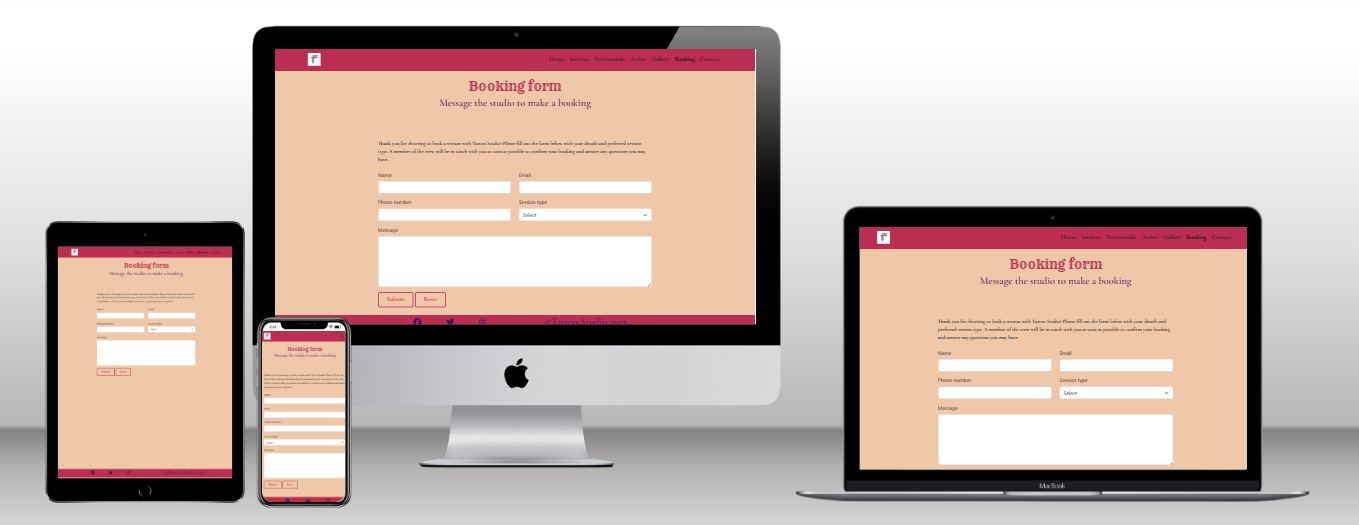 Home Services Testimonials Artists Gallery Booking Contact
Booking form
Message the studio to make a booking
Thank you for choosing to book a session with Tattoo Studio! Please fill out the form below with your details and preferred session
type. A member of the crew will be in touch with you as soon as possible to confirm your booking and answer any questions you may
have.
Name Email
Phone number Session type
Select
Message
Submit Reset
Booking form
Message the studio to make a booking
Name Email
Phone number Session type
Message
Submit Reset
Booking form
Message the studio to make a booking
Message
Submit Reset
Home Services Testimonials Artists Gallery Booking Contact
Booking form
Message the studio to make a booking
Thank you for choosing to book a session with Tattoo Studio! Please fill out the form below with your details and
preferred session type. A member of the crew will be in touch with you as soon as possible to confirm your booking
and answer any questions you may have.
Name Email
Phone number Session type
Select
Message
MacBook